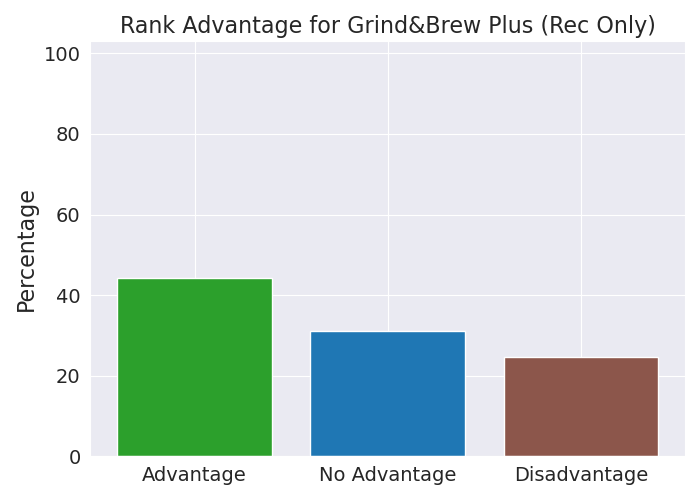 Rank Advantage for Grind&Brew Plus (Rec Only)
100
80
60
40
20
0
Percentage
Advantage
No Advantage
Disadvantage